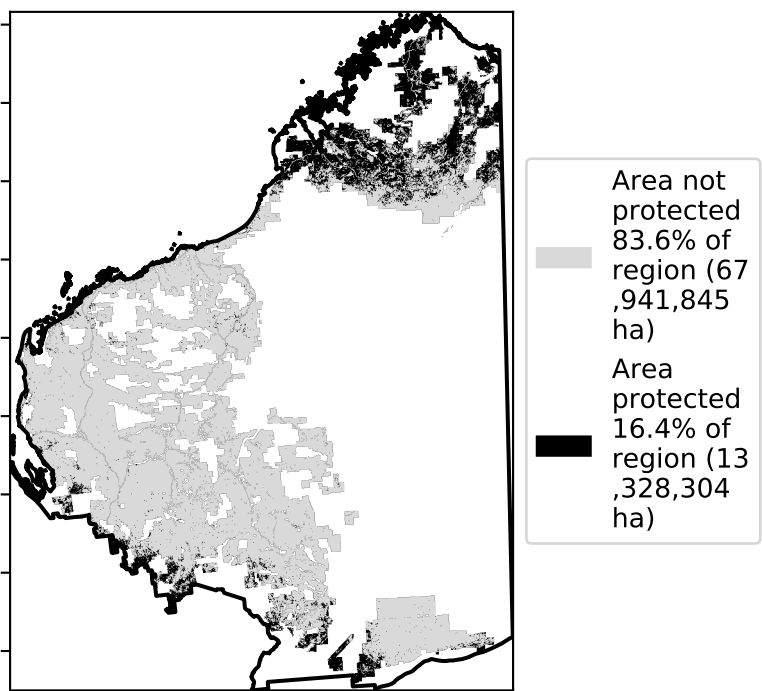 Area not
protected
83.6% of
region (67
,941,845
ha)
Area
protected
16.4% of
region (13
,328,304
ha)